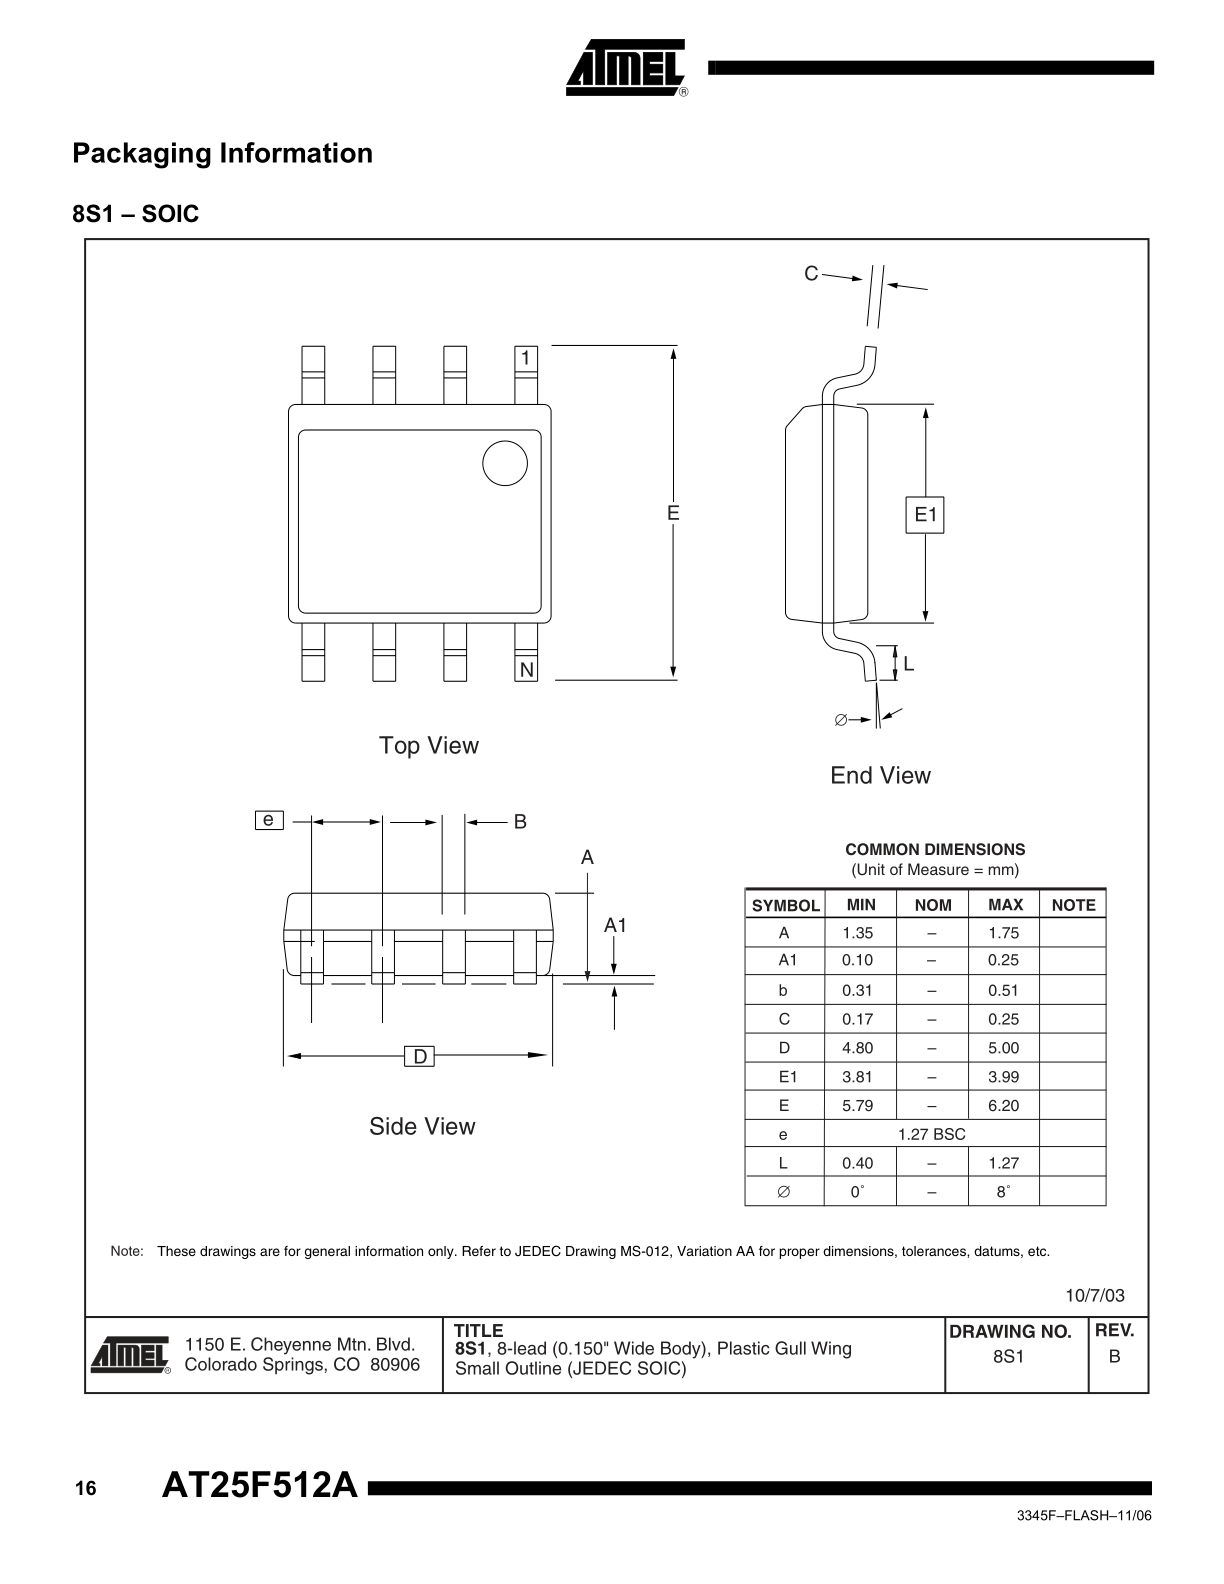 ATMEL®
Packaging Information
8S1 – SOIC
C
1
E
E1
N
L
∅
Top View
End View
e
B
A
A1
D
Side View
COMMON DIMENSIONS
(Unit of Measure = mm)
SYMBOL MIN NOM MAX NOTE
A 1.35 – 1.75
A1 0.10 – 0.25
b 0.31 – 0.51
C 0.17 – 0.25
D 4.80 – 5.00
E1 3.81 – 3.99
E 5.79 – 6.20
e 1.27 BSC
L 0.40 – 1.27
∅ 0˚ – 8˚
Note: These drawings are for general information only. Refer to JEDEC Drawing MS-012, Variation AA for proper dimensions, tolerances, datums, etc.
10/7/03
ATMEL®
1150 E. Cheyenne Mtn. Blvd.
Colorado Springs, CO 80906
TITLE
8S1, 8-lead (0.150" Wide Body), Plastic Gull Wing
Small Outline (JEDEC SOIC)
DRAWING NO.
8S1
REV.
B
16 AT25F512A
3345F–FLASH–11/06